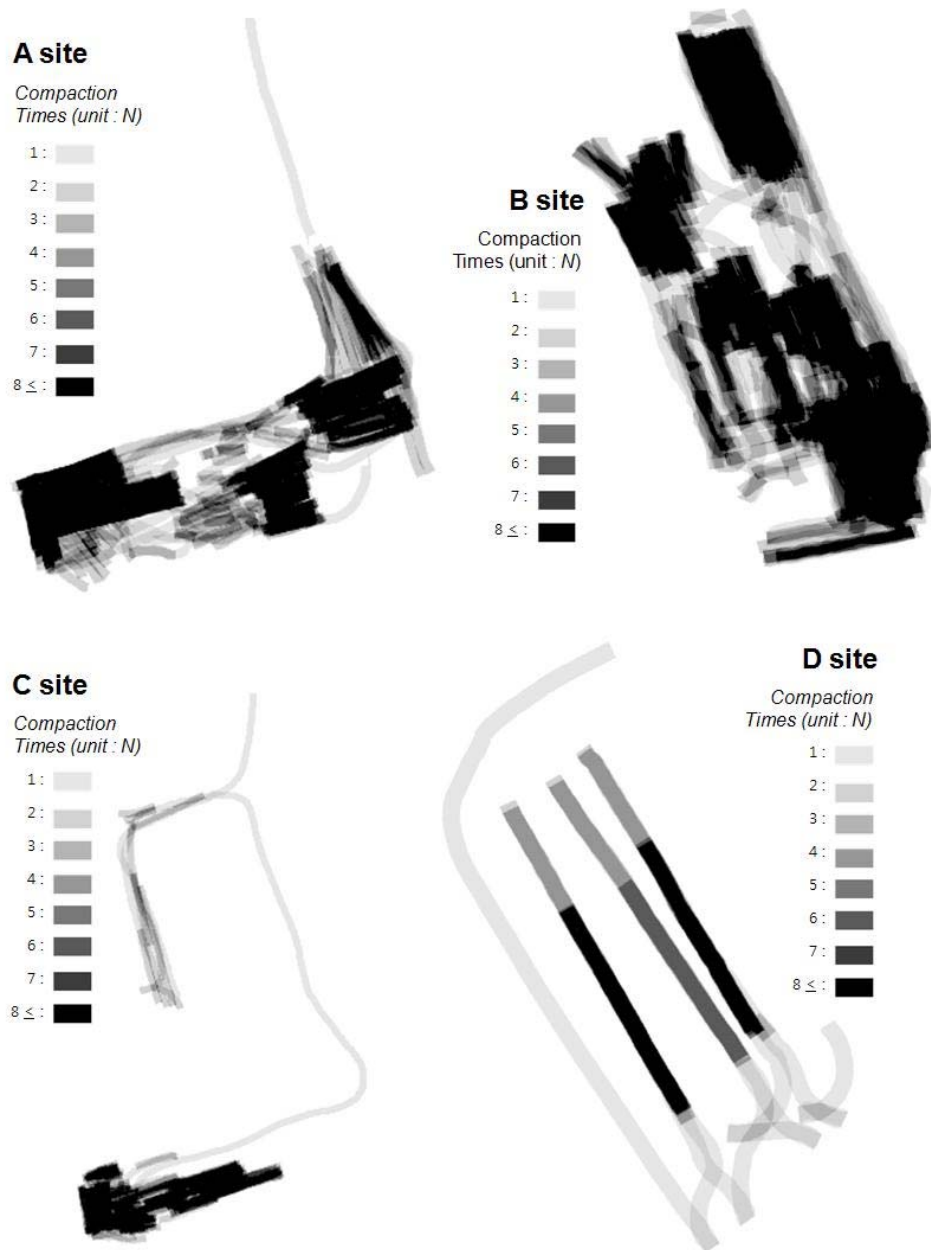 A site
Compaction
Times (unit : N)
1 :
2 :
3 :
4 :
5 :
6 :
7 :
8 ≤ :
B site
Compaction
Times (unit : N)
1 :
2 :
3 :
4 :
5 :
6 :
7 :
8 ≤ :
C site
Compaction
Times (unit : N)
1 :
2 :
3 :
4 :
5 :
6 :
7 :
8 ≤ :
D site
Compaction
Times (unit : N)
1 :
2 :
3 :
4 :
5 :
6 :
7 :
8 ≤ :